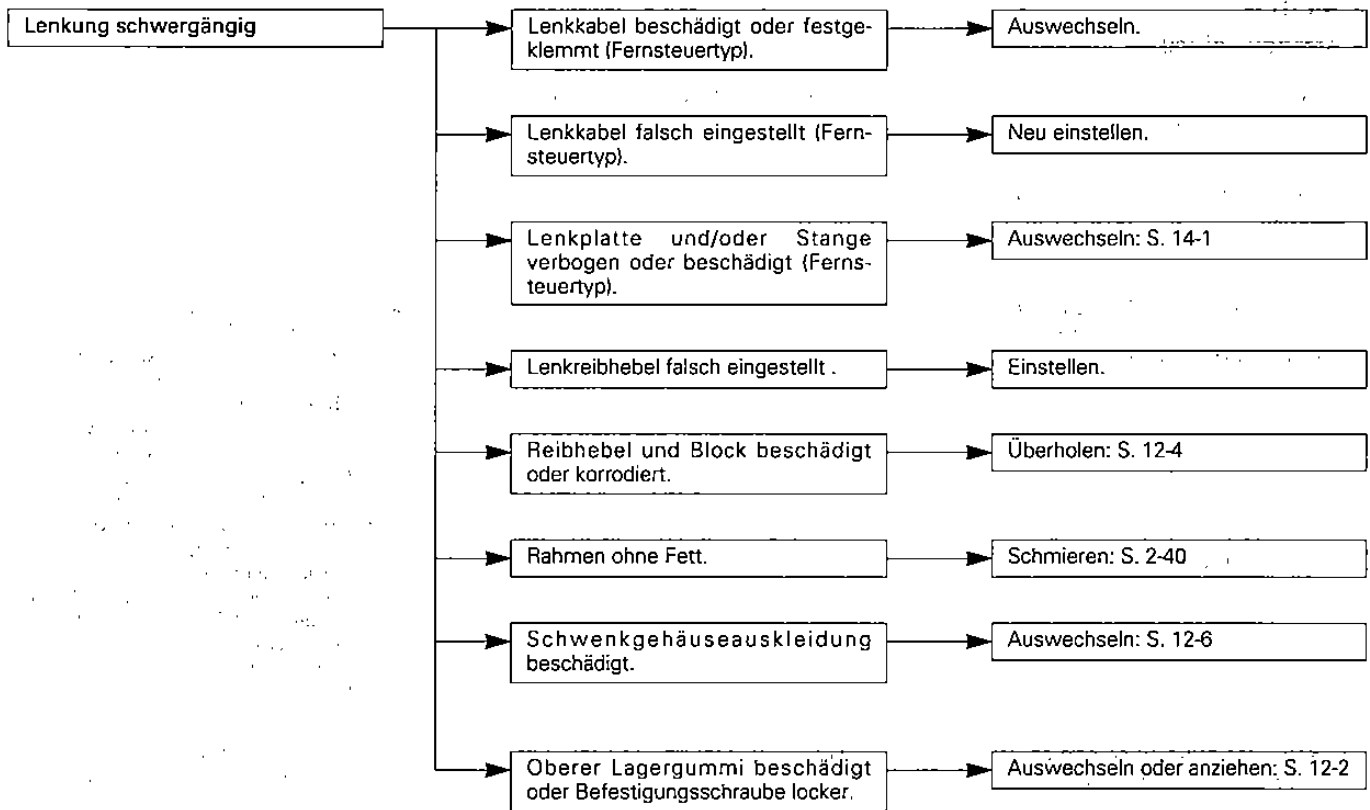 Lenkung schwergängig
Lenkkabel beschädigt oder festge-
klemmt (Fernsteuertyp).
Auswechseln.
Lenkkabel falsch eingestellt (Fern-
steuertyp).
Neu einstellen.
Lenkplatte und/oder Stange
verbogen oder beschädigt (Ferns-
teuertyp).
Auswechseln: S. 14-1
Lenkreibhebel falsch eingestellt .
Einstellen.
Reibhebel und Block beschädigt
oder korrodiert.
Überholen: S. 12-4
Rahmen ohne Fett.
Schmieren: S. 2-40
Schwenkgehäuseauskleidung
beschädigt.
Auswechseln: S. 12-6
Oberer Lagergummi beschädigt
oder Befestigungsschraube locker.
Auswechseln oder anziehen: S. 12-2